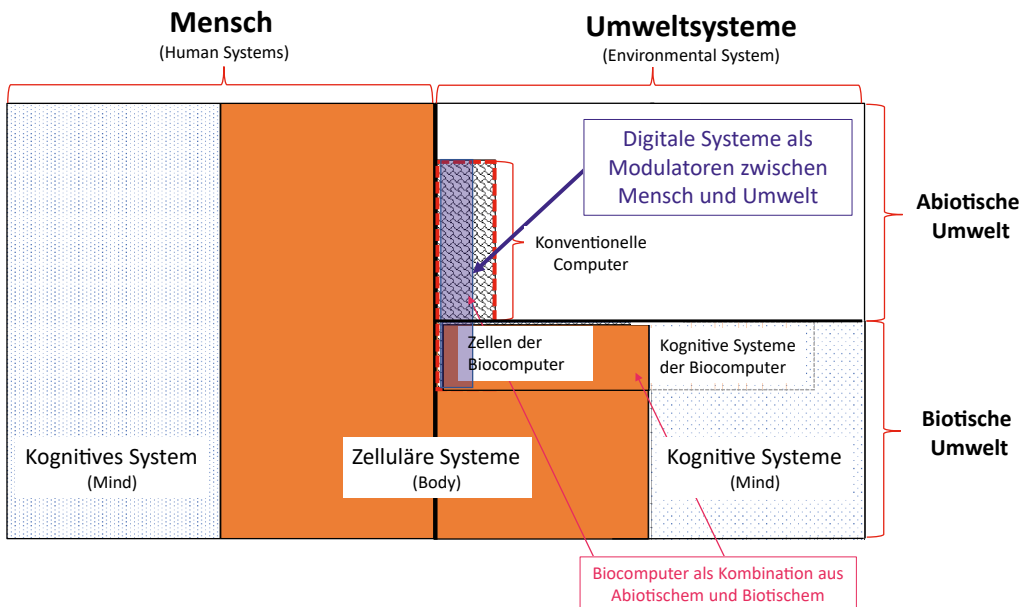 Mensch
(Human Systems)
Umweltsysteme
(Environmental System)
Digitale Systeme als
Modulatoren zwischen
Mensch und Umwelt
Abiotische
Umwelt
Konventionelle
Computer
Zellen der
Biocomputer
Kognitive Systeme
der Biocomputer
Biotische
Umwelt
Kognitives System
(Mind)
Zelluläre Systeme
(Body)
Kognitive Systeme
(Mind)
Biocomputer als Kombination aus
Abiotischem und Biotischem